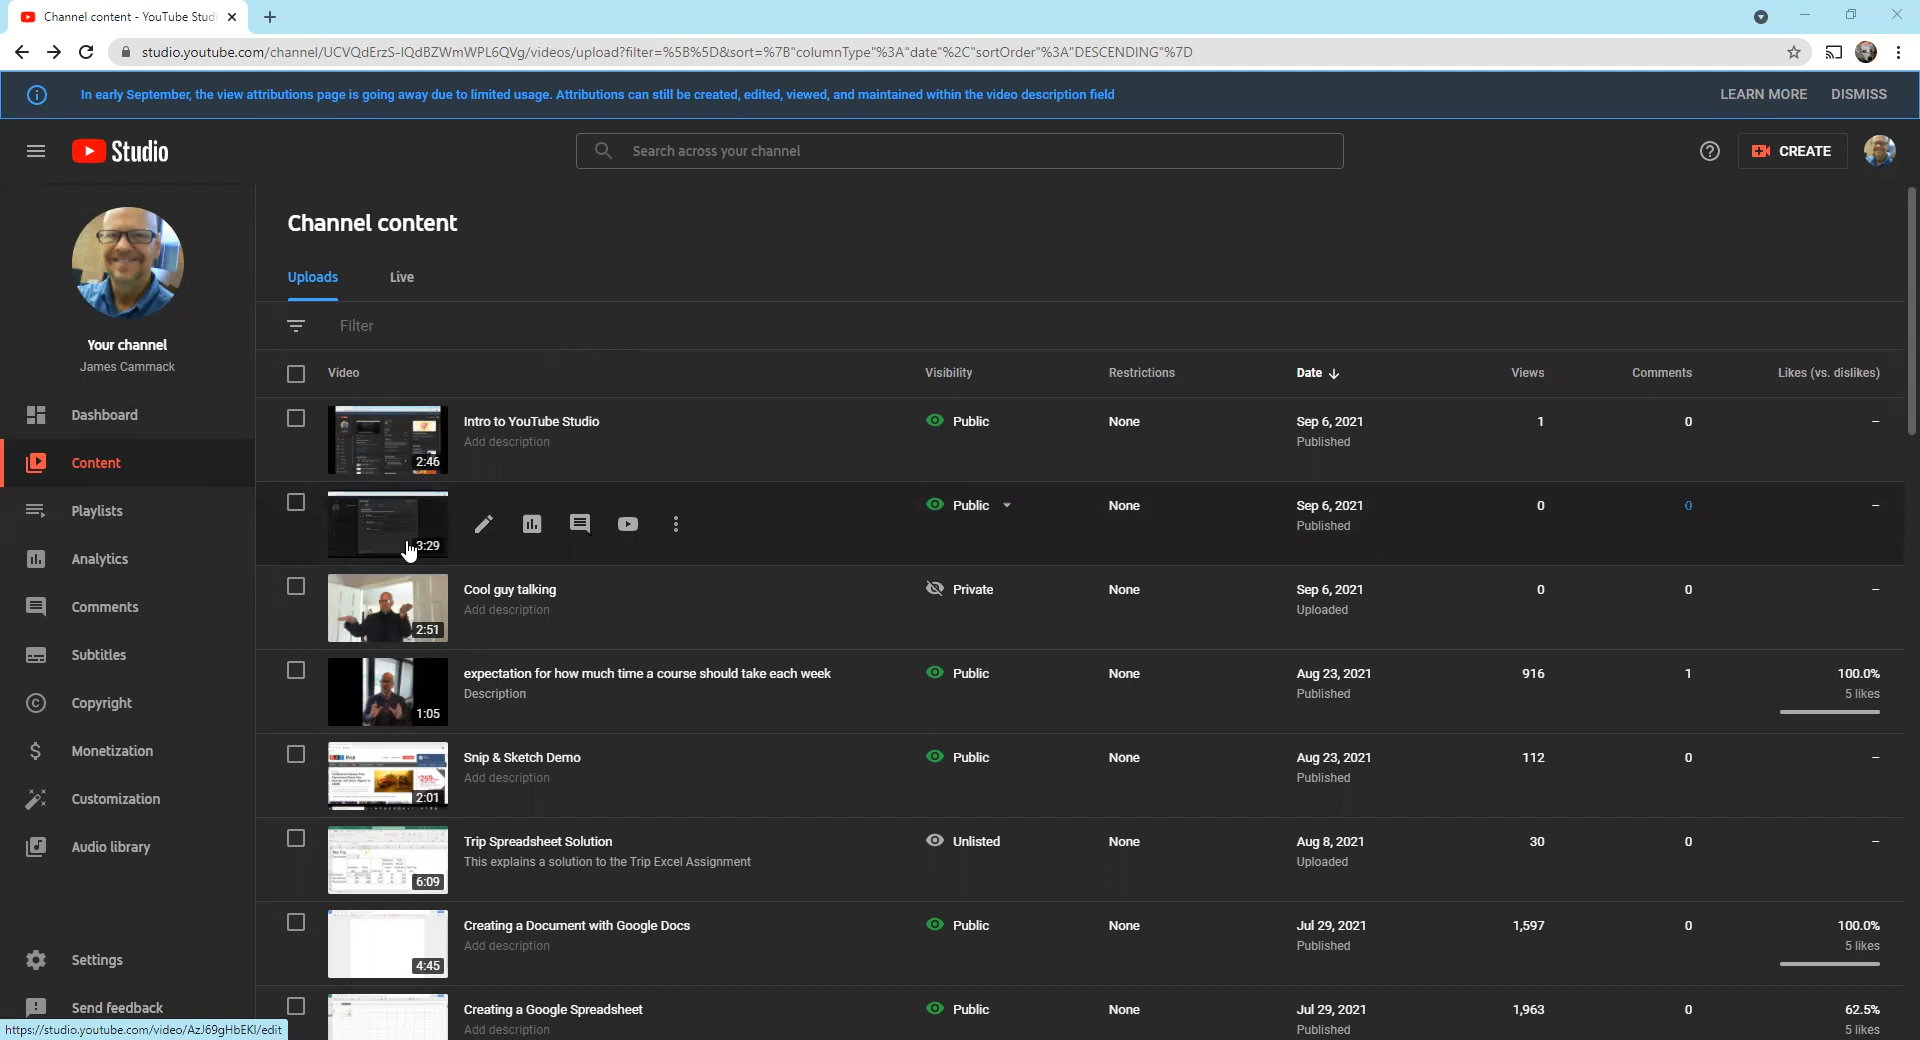 Channel content - YouTube Studi
studio.youtube.com/channel/UCVQdErzS-IQdBZWmWPL6QVg/videos/upload?filter=%5B%5D&sort=%7B"columnType"%3A"date"%2C"sortOrder"%3A"DESCENDING"%7D
In early September, the view attributions page is going away due to limited usage. Attributions can still be created, edited, viewed, and maintained within the video description field
LEARN MORE DISMISS
Studio
Search across your channel
CREATE
Your channel
James Cammack
Dashboard
Content
Playlists
Analytics
Comments
Subtitles
Copyright
Monetization
Customization
Audio library
Settings
Send feedback
https://studio.youtube.com/video/AzJ69gHbEKI/edit
Channel content
Uploads Live
Filter
Video Visibility Restrictions Date Views Comments Likes (vs. dislikes)
Intro to YouTube Studio Public None Sep 6, 2021 1 0 –
Add description Published
2:46
Public None Sep 6, 2021 0 0 –
Published
3:29
Cool guy talking Private None Sep 6, 2021 0 0 –
Add description Uploaded
2:51
expectation for how much time a course should take each week Public None Aug 23, 2021 916 1 100.0%
Description Published 5 likes
1:05
Snip & Sketch Demo Public None Aug 23, 2021 112 0 –
Add description Published
2:01
Trip Spreadsheet Solution Unlisted None Aug 8, 2021 30 0 –
This explains a solution to the Trip Excel Assignment Uploaded
6:09
Creating a Document with Google Docs Public None Jul 29, 2021 1,597 0 100.0%
Add description Published 5 likes
4:45
Creating a Google Spreadsheet Public None Jul 29, 2021 1,963 0 62.5%
Add description Published 5 likes